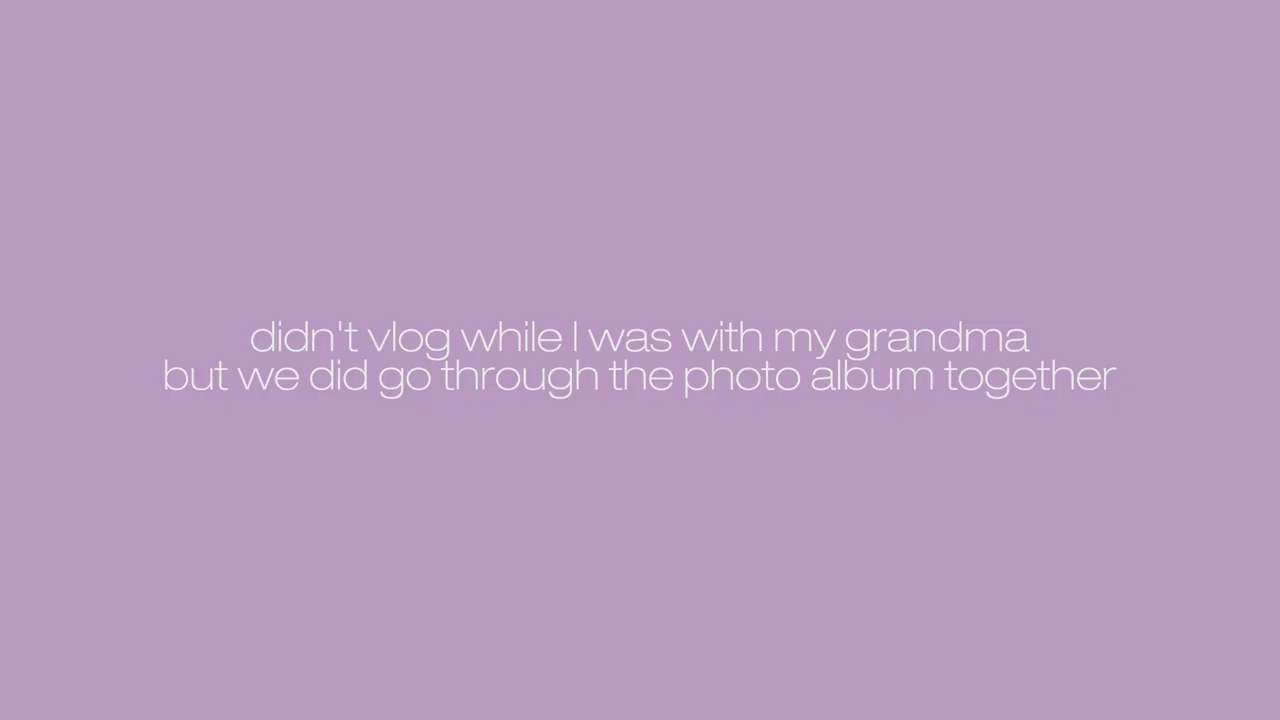 didn't vlog while I was with my grandma
but we did go through the photo album together